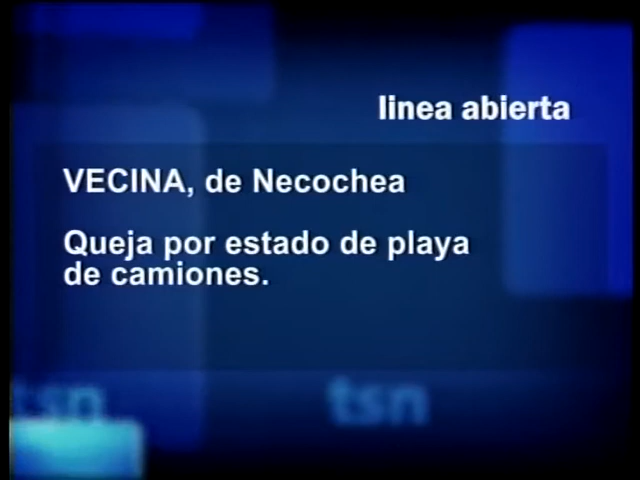 linea abierta
VECINA, de Necochea
Queja por estado de playa
de camiones.
tsn tsn